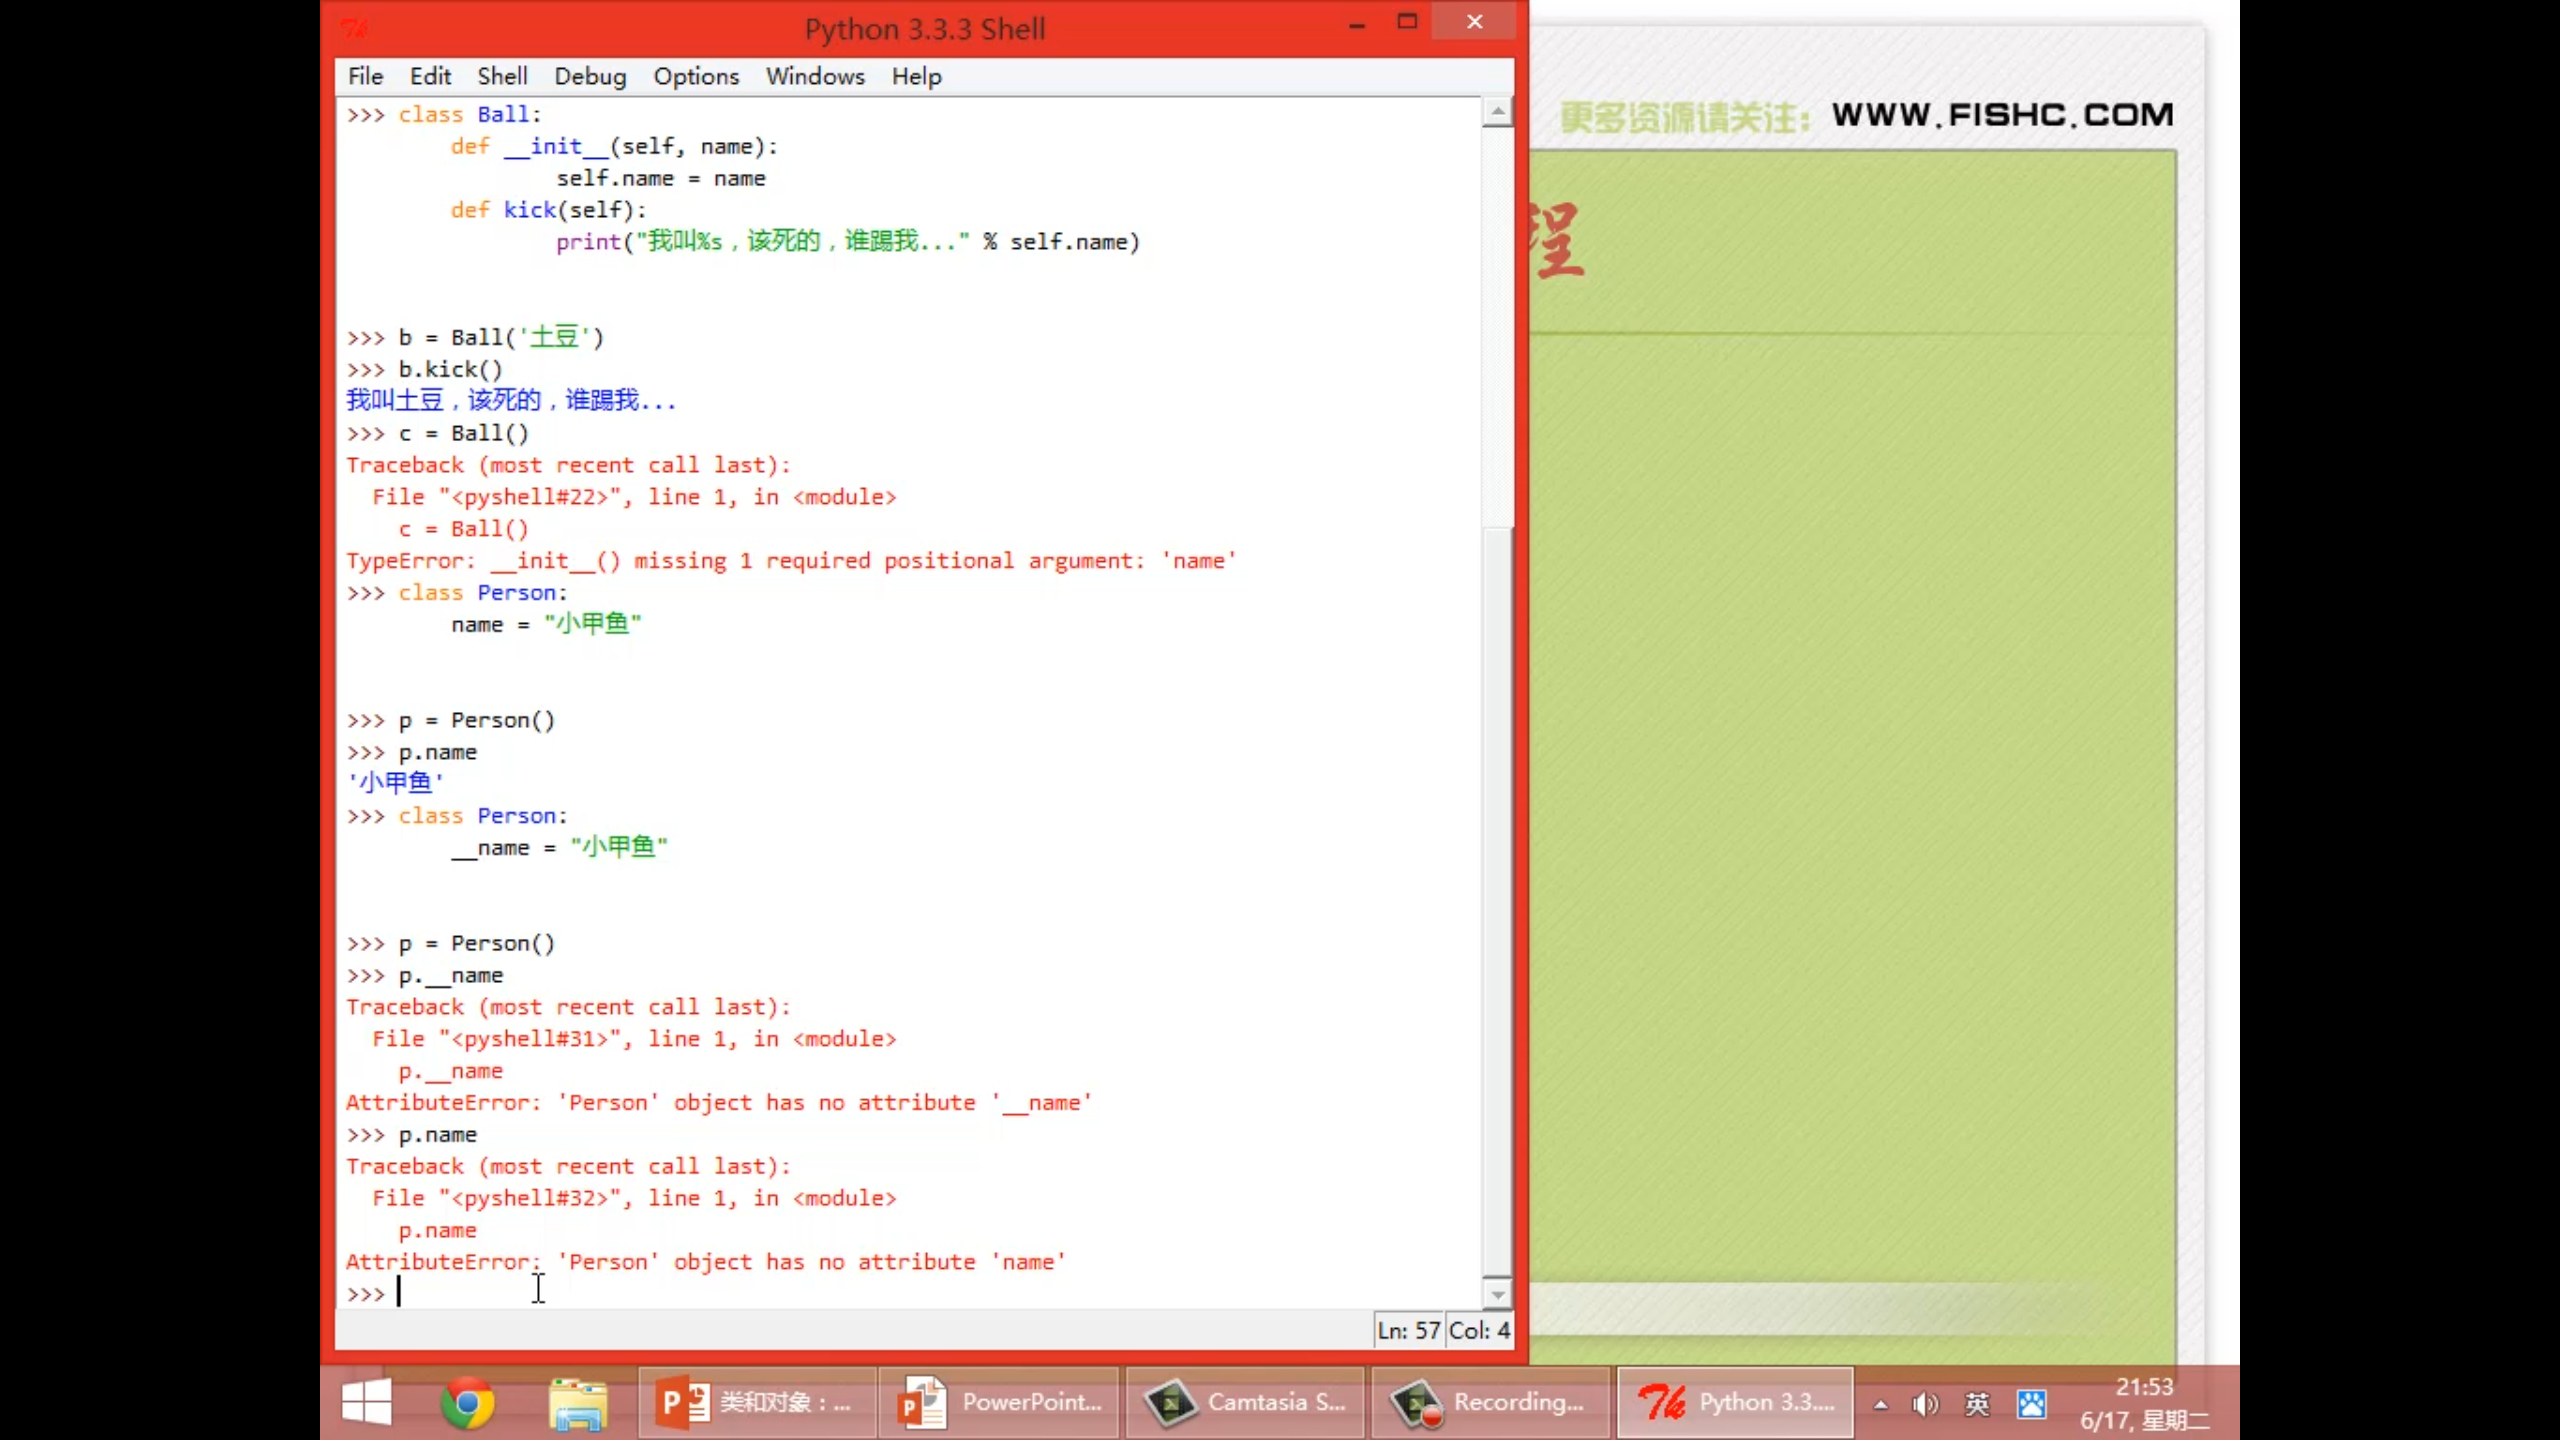 Python 3.3.3 Shell
File Edit Shell Debug Options Windows Help
>>> class Ball:
        def __init__(self, name):
                self.name = name
        def kick(self):
                print("我叫%s，该死的，谁踢我..." % self.name)
>>> b = Ball('土豆')
>>> b.kick()
我叫土豆，该死的，谁踢我...
>>> c = Ball()
Traceback (most recent call last):
  File "<pyshell#22>", line 1, in <module>
    c = Ball()
TypeError: __init__() missing 1 required positional argument: 'name'
>>> class Person:
        name = "小甲鱼"
>>> p = Person()
>>> p.name
'小甲鱼'
>>> class Person:
        __name = "小甲鱼"
>>> p = Person()
>>> p.__name
Traceback (most recent call last):
  File "<pyshell#31>", line 1, in <module>
    p.__name
AttributeError: 'Person' object has no attribute '__name'
>>> p.name
Traceback (most recent call last):
  File "<pyshell#32>", line 1, in <module>
    p.name
AttributeError: 'Person' object has no attribute 'name'
>>>
Ln: 57 Col: 4
更多资源请关注：WWW.FISHC.COM
程
类和对象：... PowerPoint... Camtasia S... Recording... Python 3.3.... 英
21:53
6/17, 星期二